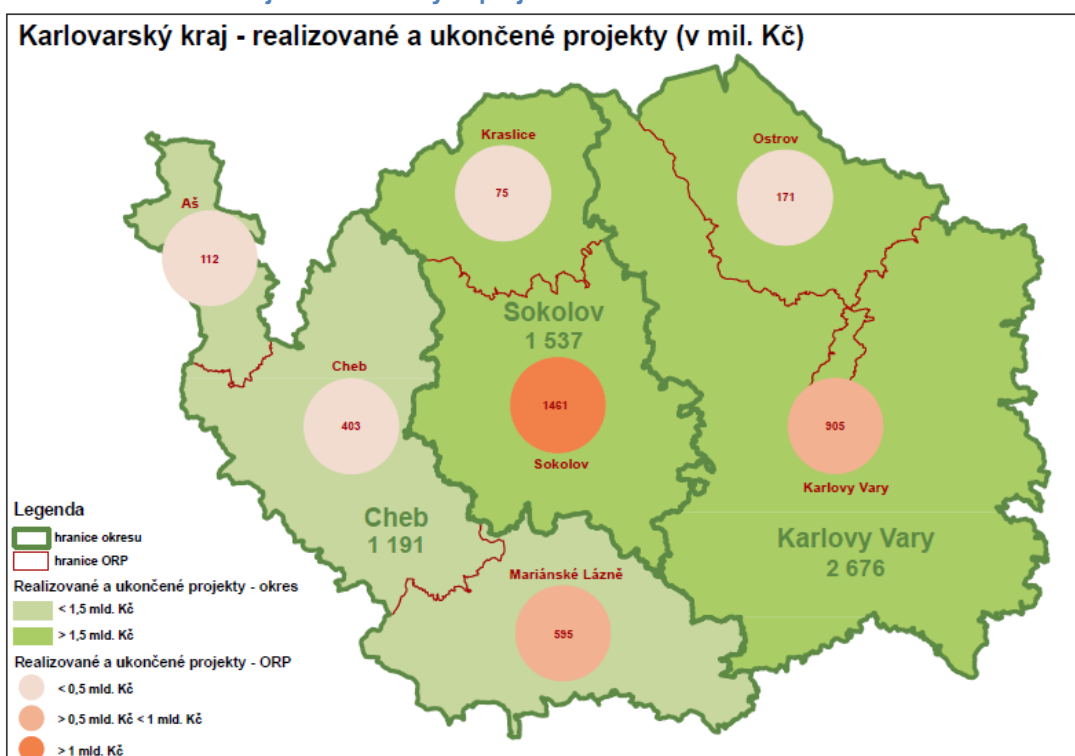 Karlovarský kraj - realizované a ukončené projekty (v mil. Kč)
Kraslice
75
Ostrov
171
Aš
112
Sokolov
1 537
Cheb
403
1461
Sokolov
905
Karlovy Vary
Cheb
1 191
Karlovy Vary
2 676
Mariánské Lázně
595
Legenda
hranice okresu
hranice ORP
Realizované a ukončené projekty - okres
< 1,5 mld. Kč
> 1,5 mld. Kč
Realizované a ukončené projekty - ORP
< 0,5 mld. Kč
> 0,5 mld. Kč < 1 mld. Kč
> 1 mld. Kč